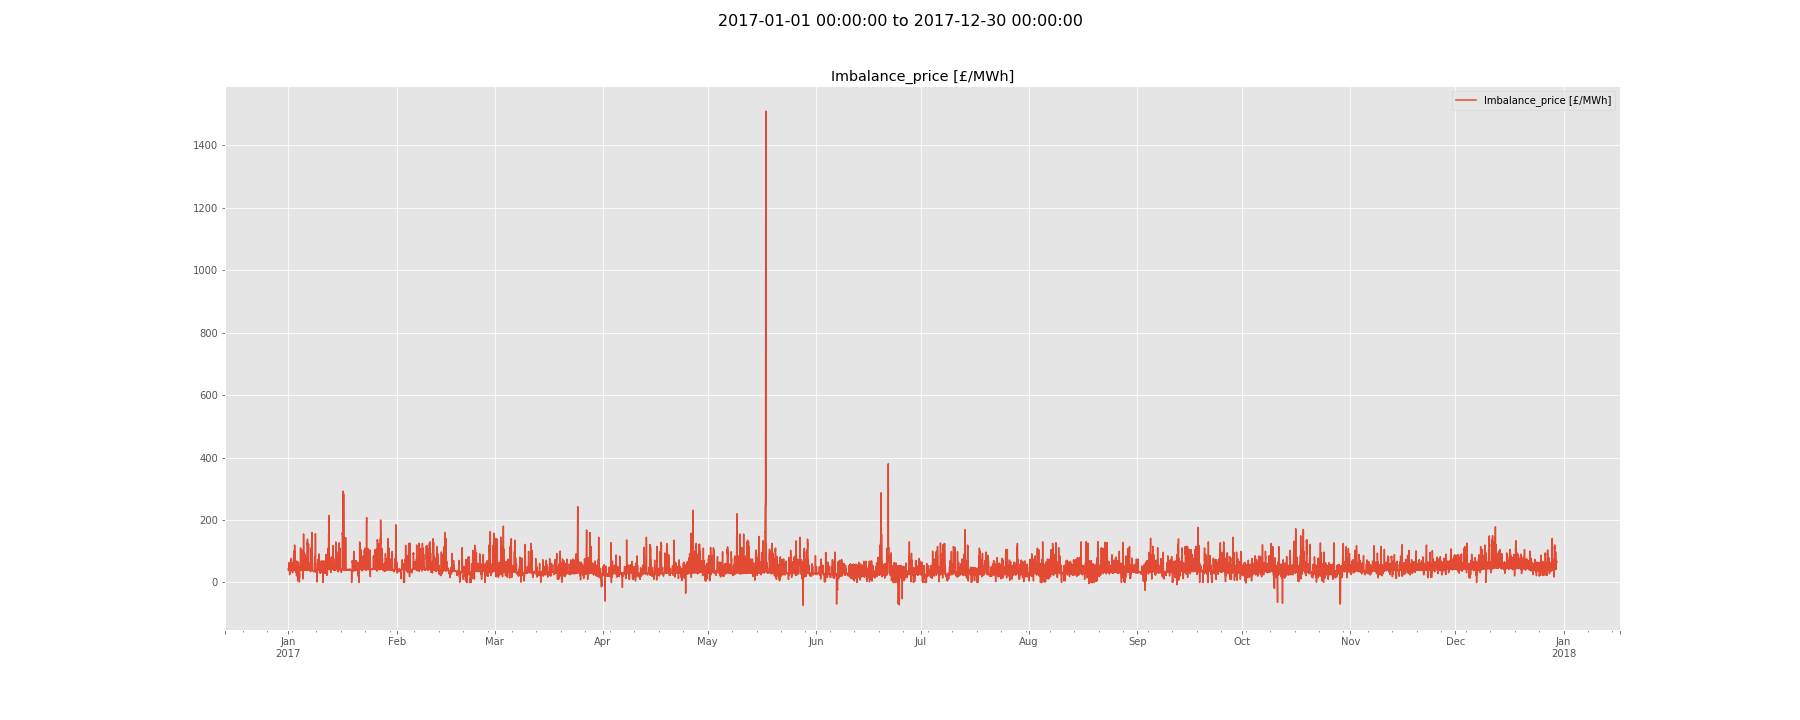 2017-01-01 00:00:00 to 2017-12-30 00:00:00
Imbalance_price [£/MWh]
Imbalance_price [£/MWh]
1400
1200
1000
800
600
400
200
0
Jan Feb Mar Apr May Jun Jul Aug Sep Oct Nov Dec Jan
2017 2018